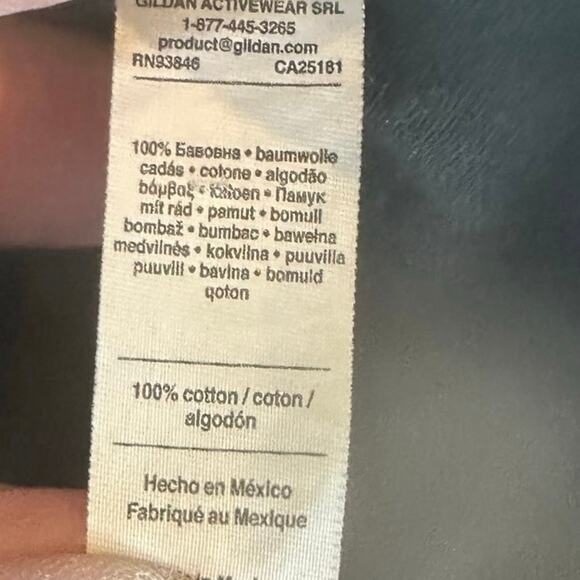 GILDAN ACTIVEWEAR SRL
1-877-445-3265
product@gildan.com
RN93846 CA25181
100% Бавовна • baumwolle
cadás • cotone • algodão
βάμβαξ • katoen • Памук
mít rád • pamut • bomull
bombaž • bumbac • bawełna
medvilnės • kokvilna • puuvilla
puuvill • bavlna • bomuld
qoton
100% cotton / coton /
algodón
Hecho en México
Fabriqué au Mexique